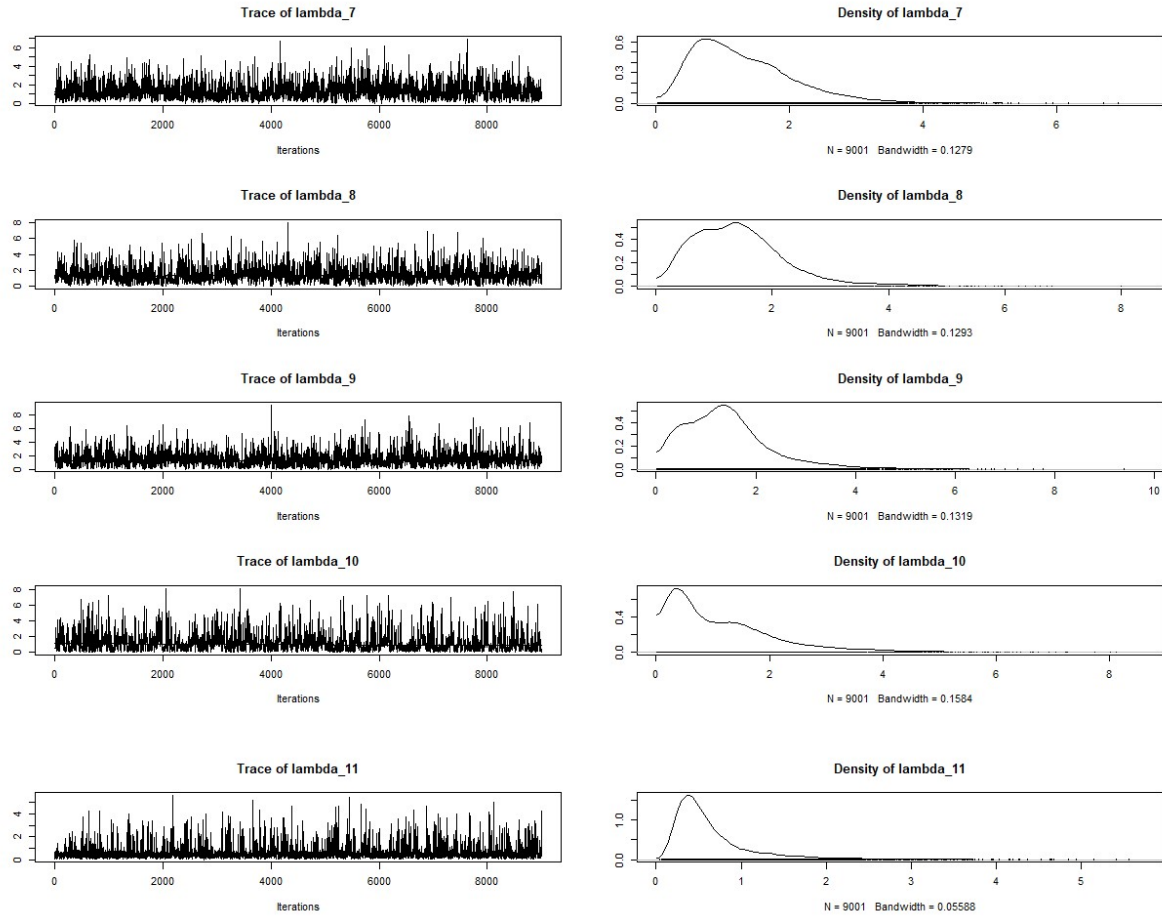 Trace of lambda_7
0 2 4 6
0 2000 4000 6000 8000
Iterations
Density of lambda_7
0.0 0.3 0.6
0 2 4 6
N = 9001 Bandwidth = 0.1279
Trace of lambda_8
0 2 4 6 8
0 2000 4000 6000 8000
Iterations
Density of lambda_8
0.0 0.2 0.4
0 2 4 6 8
N = 9001 Bandwidth = 0.1293
Trace of lambda_9
0 2 4 6 8
0 2000 4000 6000 8000
Iterations
Density of lambda_9
0.0 0.2 0.4
0 2 4 6 8 10
N = 9001 Bandwidth = 0.1319
Trace of lambda_10
0 2 4 6 8
0 2000 4000 6000 8000
Iterations
Density of lambda_10
0.0 0.4
0 2 4 6 8
N = 9001 Bandwidth = 0.1584
Trace of lambda_11
0 2 4
0 2000 4000 6000 8000
Iterations
Density of lambda_11
0.0 1.0
0 1 2 3 4 5
N = 9001 Bandwidth = 0.05588